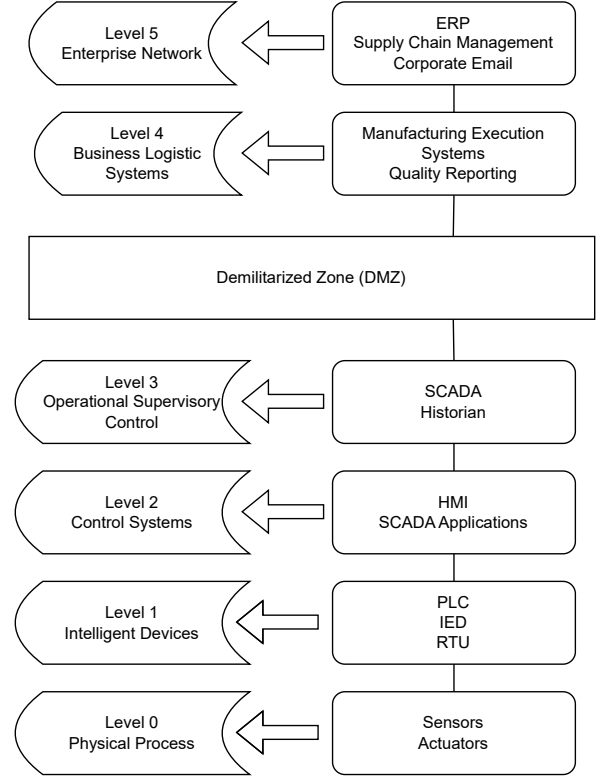 Level 5
Enterprise Network
ERP
Supply Chain Management
Corporate Email
Level 4
Business Logistic
Systems
Manufacturing Execution
Systems
Quality Reporting
Demilitarized Zone (DMZ)
Level 3
Operational Supervisory
Control
SCADA
Historian
Level 2
Control Systems
HMI
SCADA Applications
Level 1
Intelligent Devices
PLC
IED
RTU
Level 0
Physical Process
Sensors
Actuators